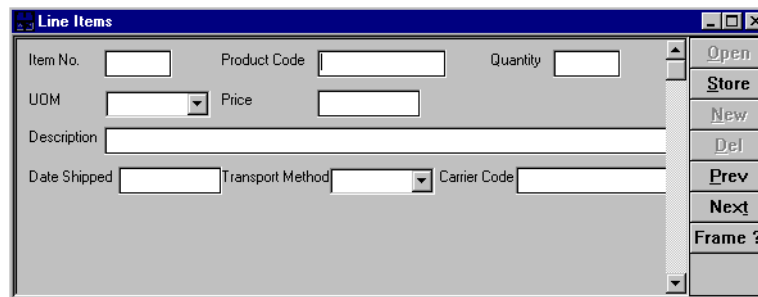 Line Items
Item No. Product Code Quantity
UOM Price
Description
Date Shipped Transport Method Carrier Code
Open
Store
New
Del
Prev
Next
Frame ?